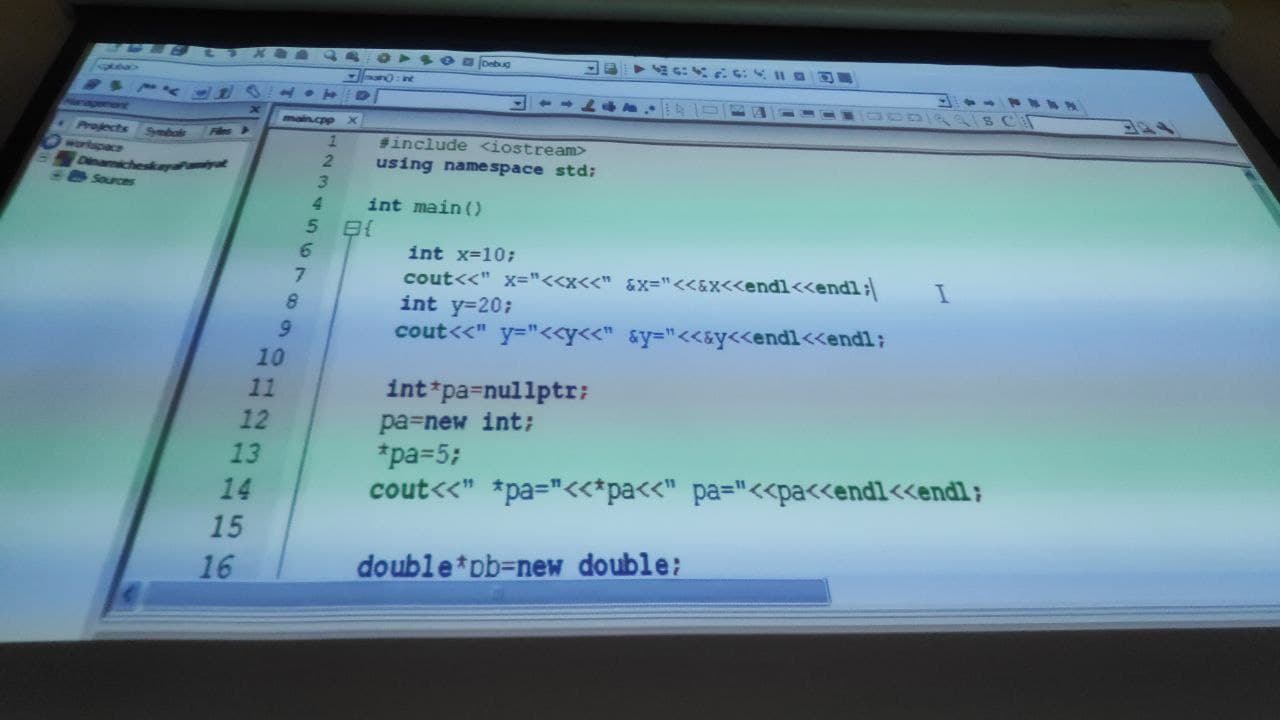 Debug
<global>
main() : int
Management
Projects Symbols Files
workspace
DinamicheskayaPamiyat
Sources
main.cpp
1 #include <iostream>
2 using namespace std;
3
4 int main()
5 {
6 int x=10;
7 cout<<" x="<<x<<" &x="<<&x<<endl<<endl;
8 int y=20;
9 cout<<" y="<<y<<" &y="<<&y<<endl<<endl;
10
11 int*pa=nullptr;
12 pa=new int;
13 *pa=5;
14 cout<<" *pa="<<*pa<<" pa="<<pa<<endl<<endl;
15
16 double*pb=new double;
S C